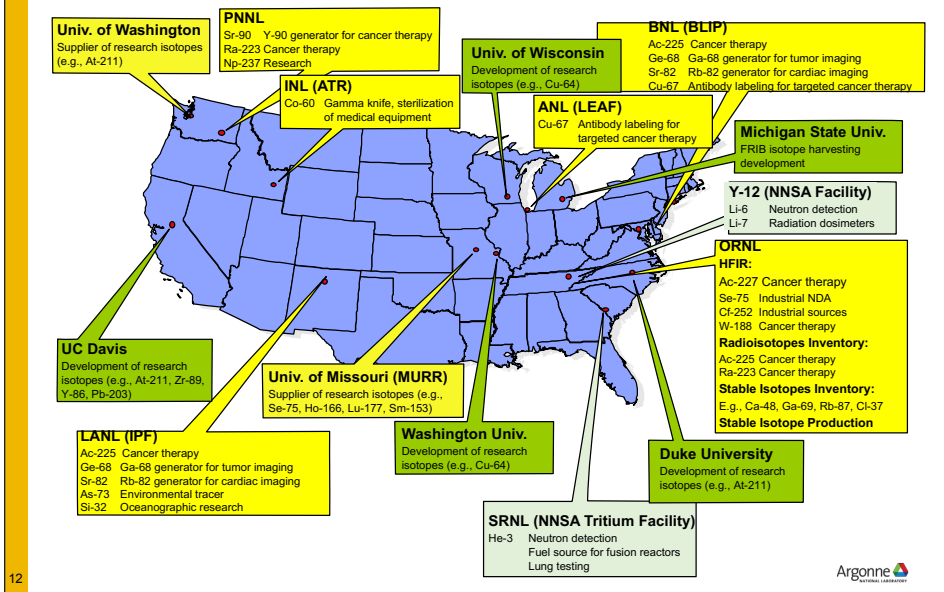 Univ. of Washington
Supplier of research isotopes
(e.g., At-211)
PNNL
Sr-90 Y-90 generator for cancer therapy
Ra-223 Cancer therapy
Np-237 Research
INL (ATR)
Co-60 Gamma knife, sterilization
of medical equipment
Univ. of Wisconsin
Development of research
isotopes (e.g., Cu-64)
ANL (LEAF)
Cu-67 Antibody labeling for
targeted cancer therapy
BNL (BLIP)
Ac-225 Cancer therapy
Ge-68 Ga-68 generator for tumor imaging
Sr-82 Rb-82 generator for cardiac imaging
Cu-67 Antibody labeling for targeted cancer therapy
Michigan State Univ.
FRIB isotope harvesting
development
Y-12 (NNSA Facility)
Li-6 Neutron detection
Li-7 Radiation dosimeters
ORNL
HFIR:
Ac-227 Cancer therapy
Se-75 Industrial NDA
Cf-252 Industrial sources
W-188 Cancer therapy
Radioisotopes Inventory:
Ac-225 Cancer therapy
Ra-223 Cancer therapy
Stable Isotopes Inventory:
E.g., Ca-48, Ga-69, Rb-87, Cl-37
Stable Isotope Production
UC Davis
Development of research
isotopes (e.g., At-211, Zr-89,
Y-86, Pb-203)
Univ. of Missouri (MURR)
Supplier of research isotopes (e.g.,
Se-75, Ho-166, Lu-177, Sm-153)
LANL (IPF)
Ac-225 Cancer therapy
Ge-68 Ga-68 generator for tumor imaging
Sr-82 Rb-82 generator for cardiac imaging
As-73 Environmental tracer
Si-32 Oceanographic research
Washington Univ.
Development of research
isotopes (e.g., Cu-64)
Duke University
Development of research
isotopes (e.g., At-211)
SRNL (NNSA Tritium Facility)
He-3 Neutron detection
Fuel source for fusion reactors
Lung testing
12
Argonne
NATIONAL LABORATORY